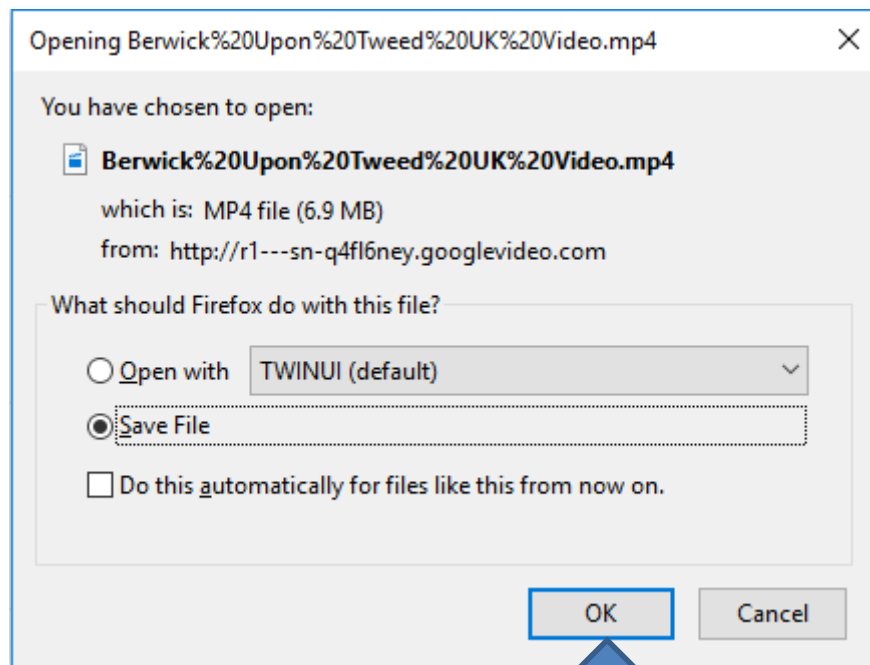 Opening Berwick%20Upon%20Tweed%20UK%20Video.mp4
You have chosen to open:
Berwick%20Upon%20Tweed%20UK%20Video.mp4
which is: MP4 file (6.9 MB)
from: http://r1---sn-q4fl6ney.googlevideo.com
What should Firefox do with this file?
Open with TWINUI (default)
Save File
Do this automatically for files like this from now on.
OK Cancel